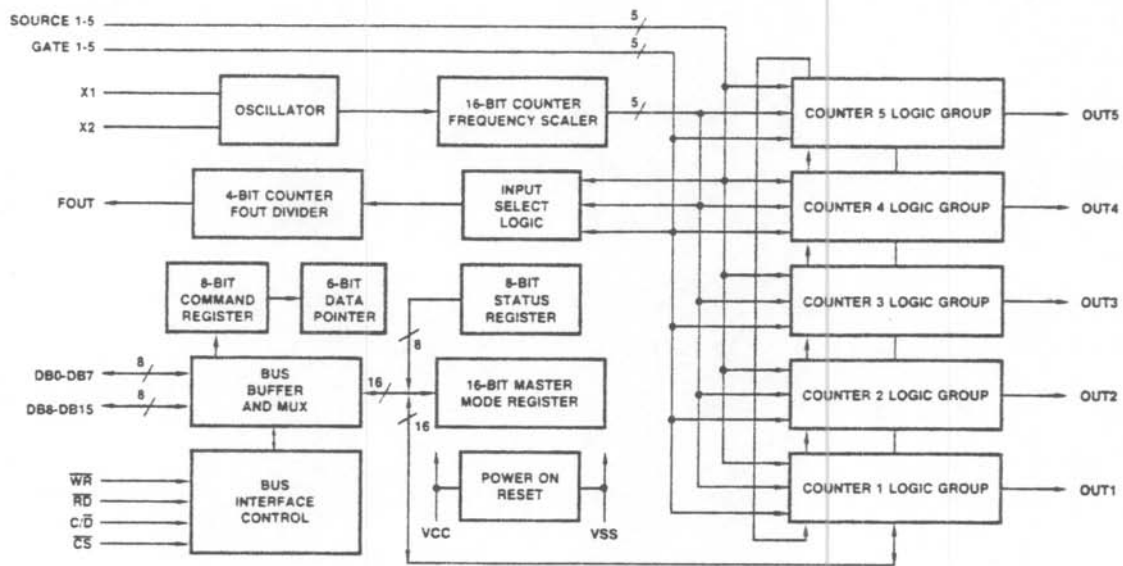 SOURCE 1-5
5
GATE 1-5
5
X1
X2
OSCILLATOR
16-BIT COUNTER
FREQUENCY SCALER
5
COUNTER 5 LOGIC GROUP
OUT5
FOUT
4-BIT COUNTER
FOUT DIVIDER
INPUT
SELECT
LOGIC
COUNTER 4 LOGIC GROUP
OUT4
8-BIT
COMMAND
REGISTER
6-BIT
DATA
POINTER
8-BIT
STATUS
REGISTER
8
COUNTER 3 LOGIC GROUP
OUT3
DB0-DB7
8
DB8-DB15
8
BUS
BUFFER
AND MUX
16
16-BIT MASTER
MODE REGISTER
16
COUNTER 2 LOGIC GROUP
OUT2
W̅R̅
R̅D̅
C/D̅
C̅S̅
BUS
INTERFACE
CONTROL
POWER ON
RESET
VCC
VSS
COUNTER 1 LOGIC GROUP
OUT1